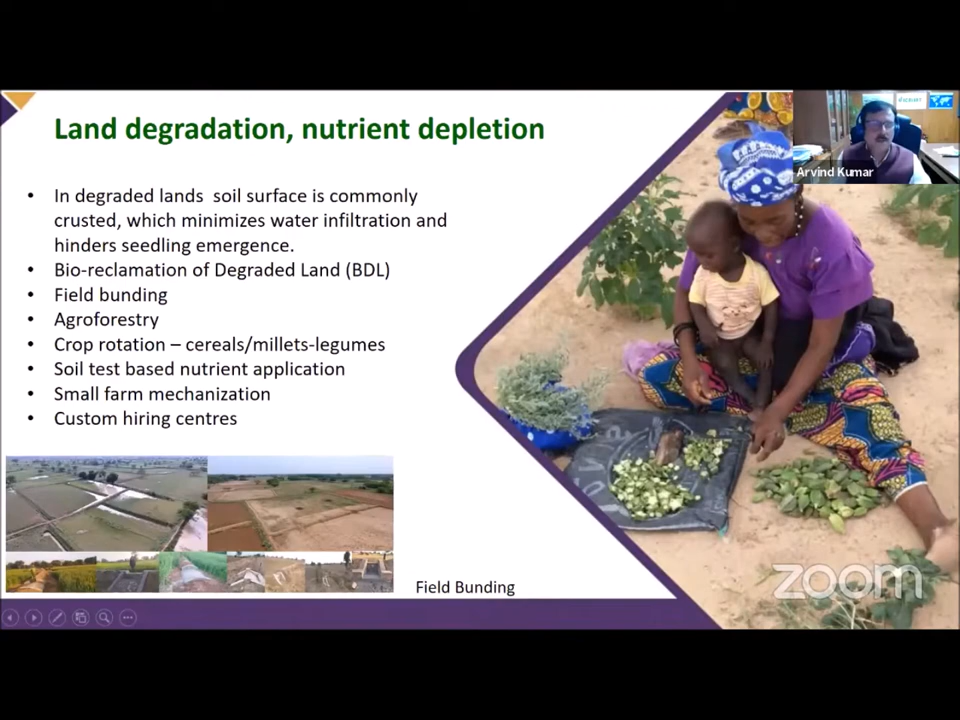 Land degradation, nutrient depletion
• In degraded lands soil surface is commonly
crusted, which minimizes water infiltration and
hinders seedling emergence.
• Bio-reclamation of Degraded Land (BDL)
• Field bunding
• Agroforestry
• Crop rotation – cereals/millets-legumes
• Soil test based nutrient application
• Small farm mechanization
• Custom hiring centres
Field Bunding
Arvind Kumar
zoom